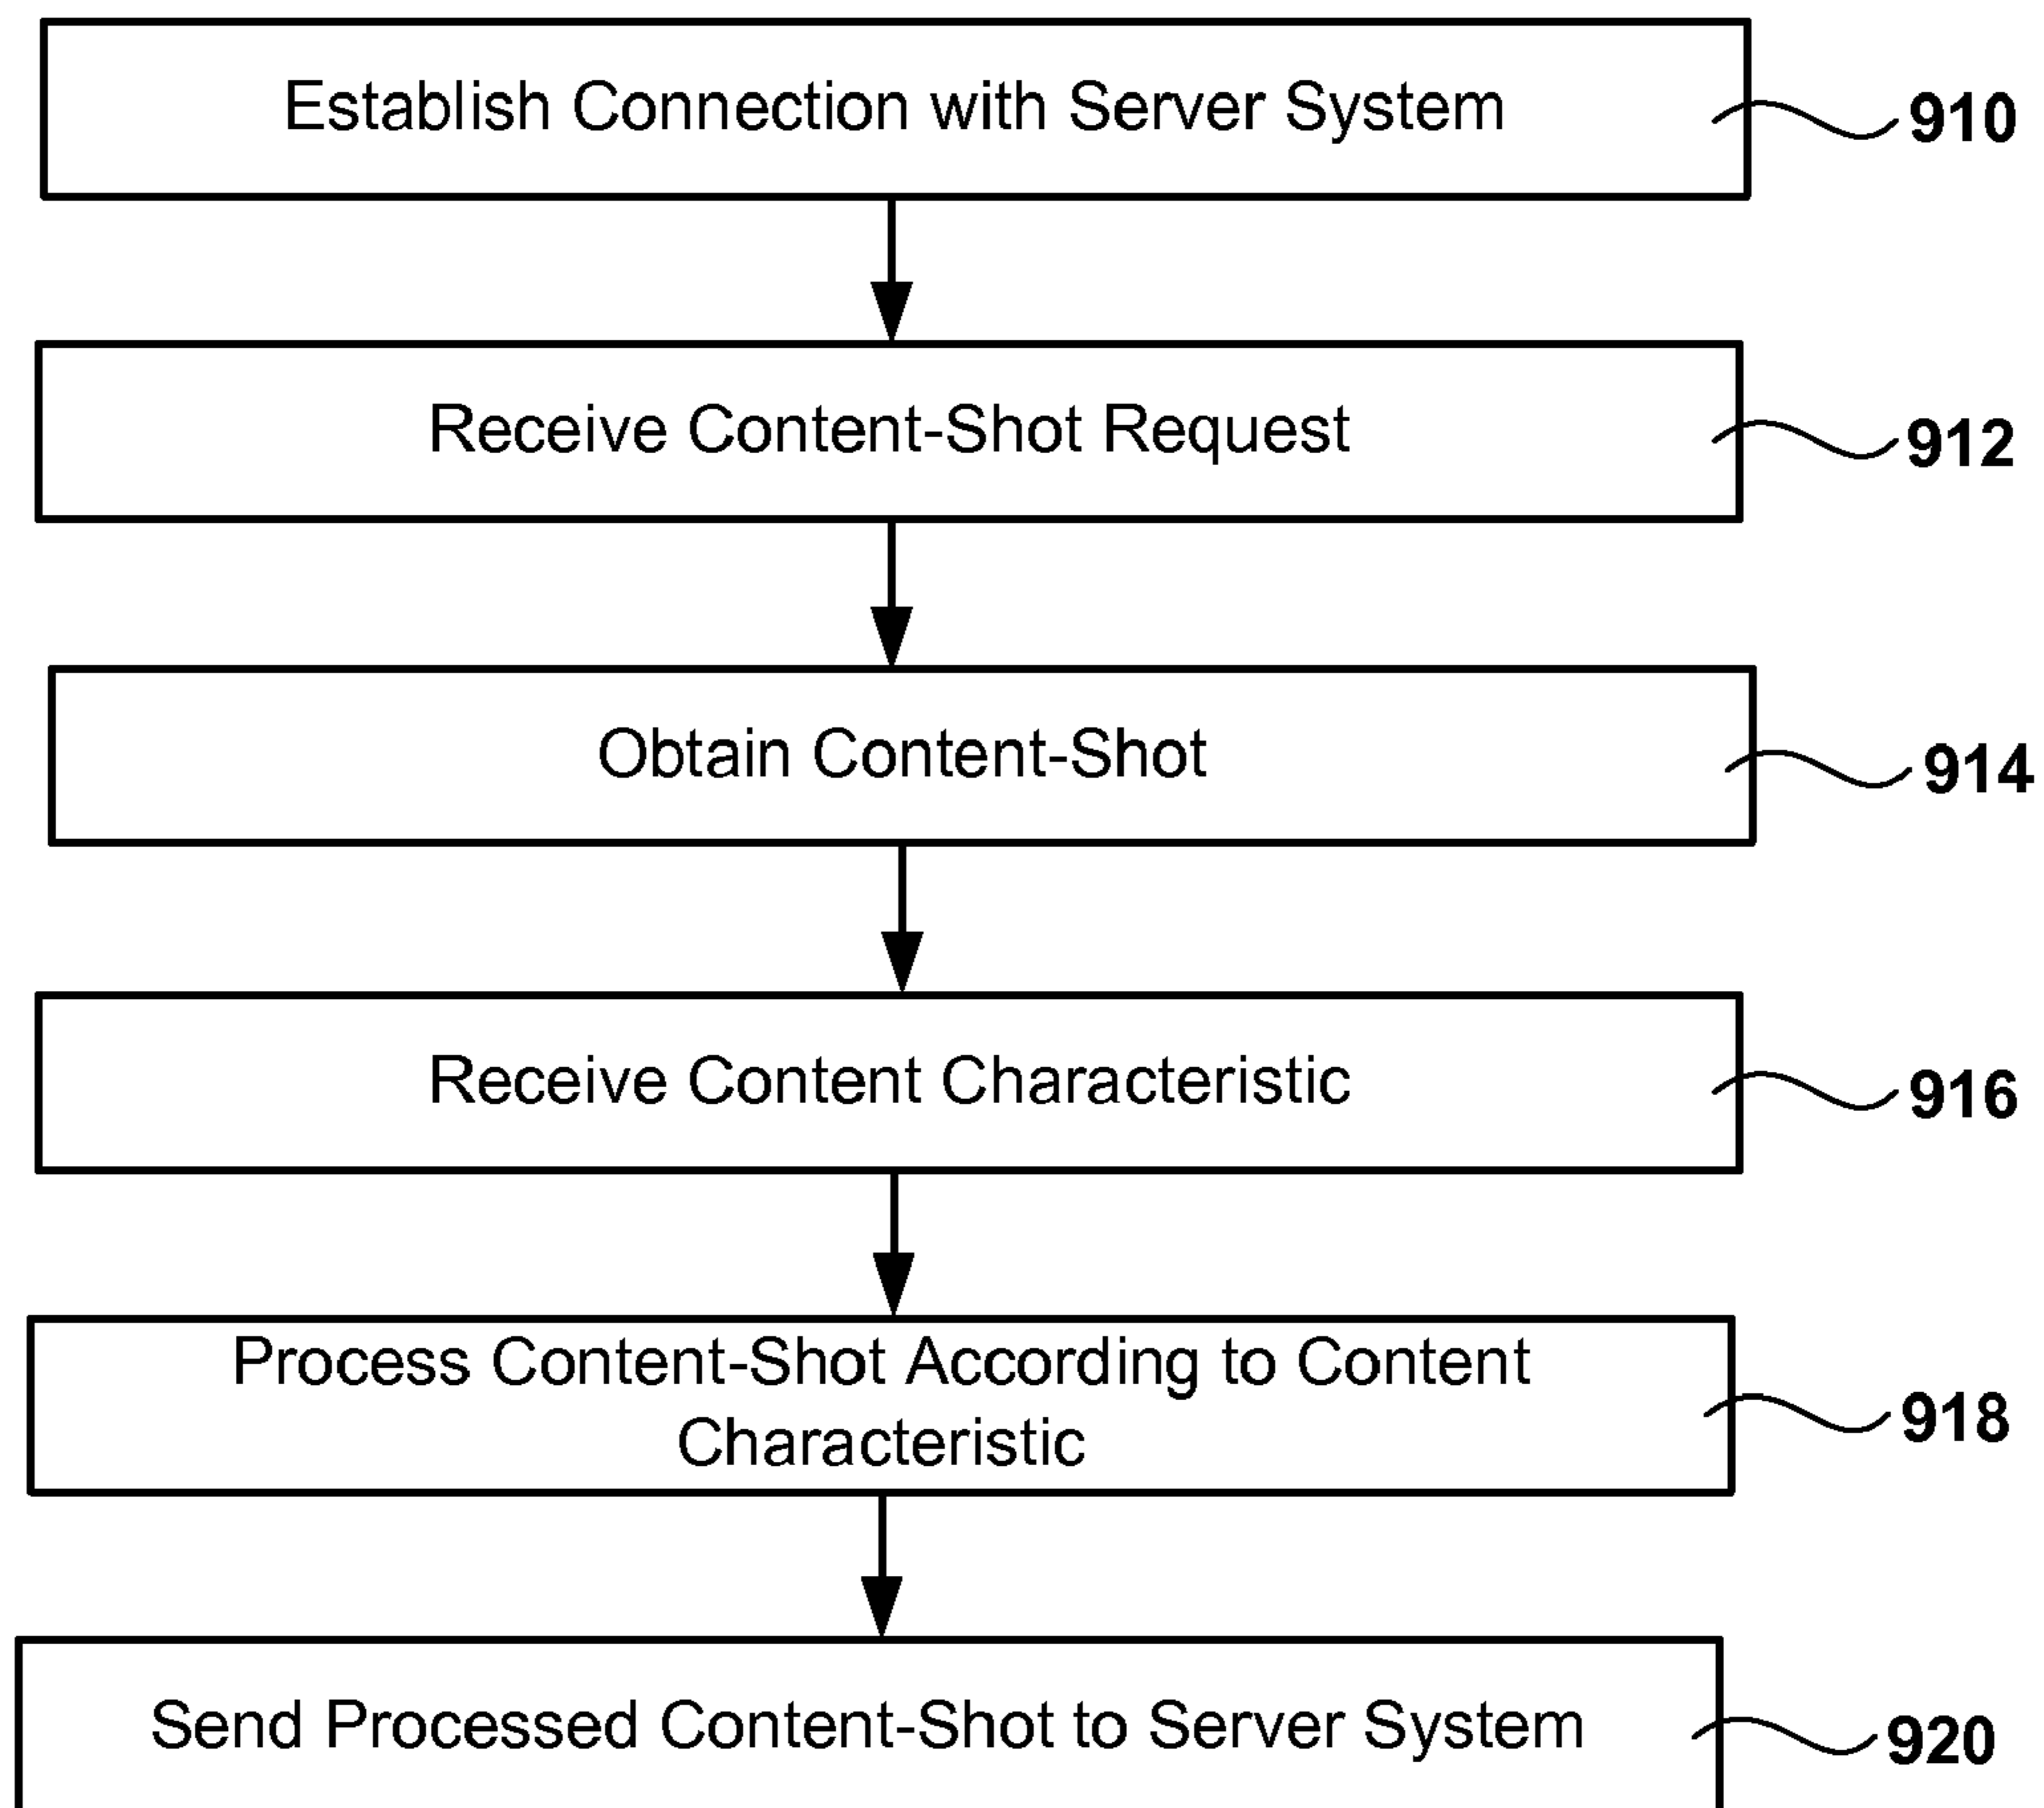 Establish Connection with Server System
910
Receive Content-Shot Request
912
Obtain Content-Shot
914
Receive Content Characteristic
916
Process Content-Shot According to Content
Characteristic
918
Send Processed Content-Shot to Server System
920